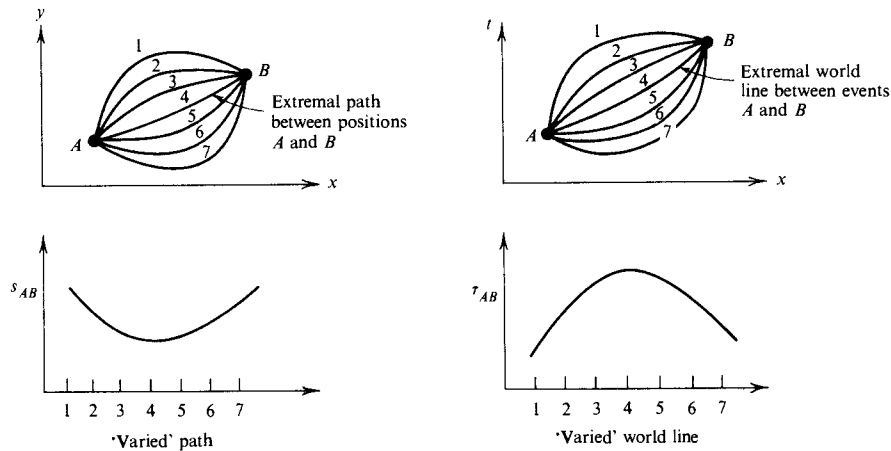 y
1
2
3
4
5
6
7
A
B
Extremal path
between positions
A and B
x
t
1
2
3
4
5
6
7
A
B
Extremal world
line between events
A and B
x
s_AB
1 2 3 4 5 6 7
'Varied' path
τ_AB
1 2 3 4 5 6 7
'Varied' world line